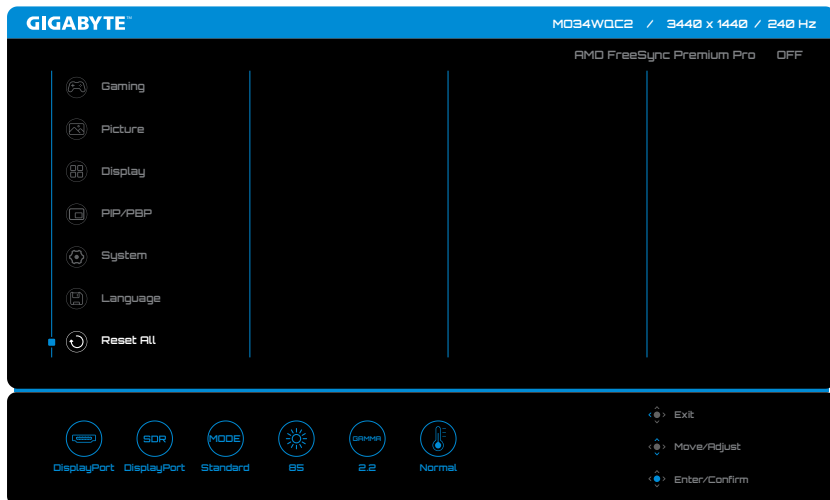 GIGABYTE™
MO34WQC2 / 3440 x 1440 / 240 Hz
AMD FreeSync Premium Pro OFF
Gaming
Picture
Display
PIP/PBP
System
Language
Reset All
SDR
MODE
GAMMA
DisplayPort DisplayPort Standard 85 2.2 Normal
Exit
Move/Adjust
Enter/Confirm